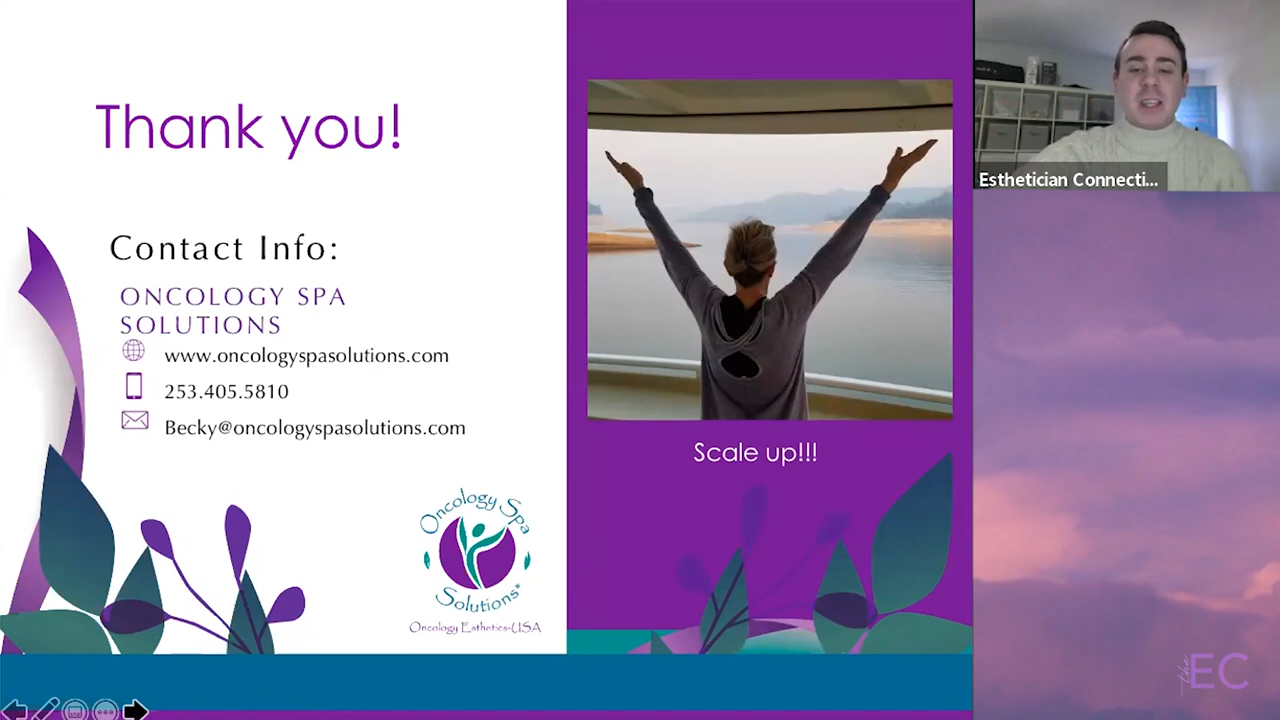 Thank you!
Contact Info:
ONCOLOGY SPA
SOLUTIONS
www.oncologyspasolutions.com
253.405.5810
Becky@oncologyspasolutions.com
Oncology Spa
Solutions®
Oncology Esthetics-USA
Scale up!!!
Esthetician Connecti...
the EC